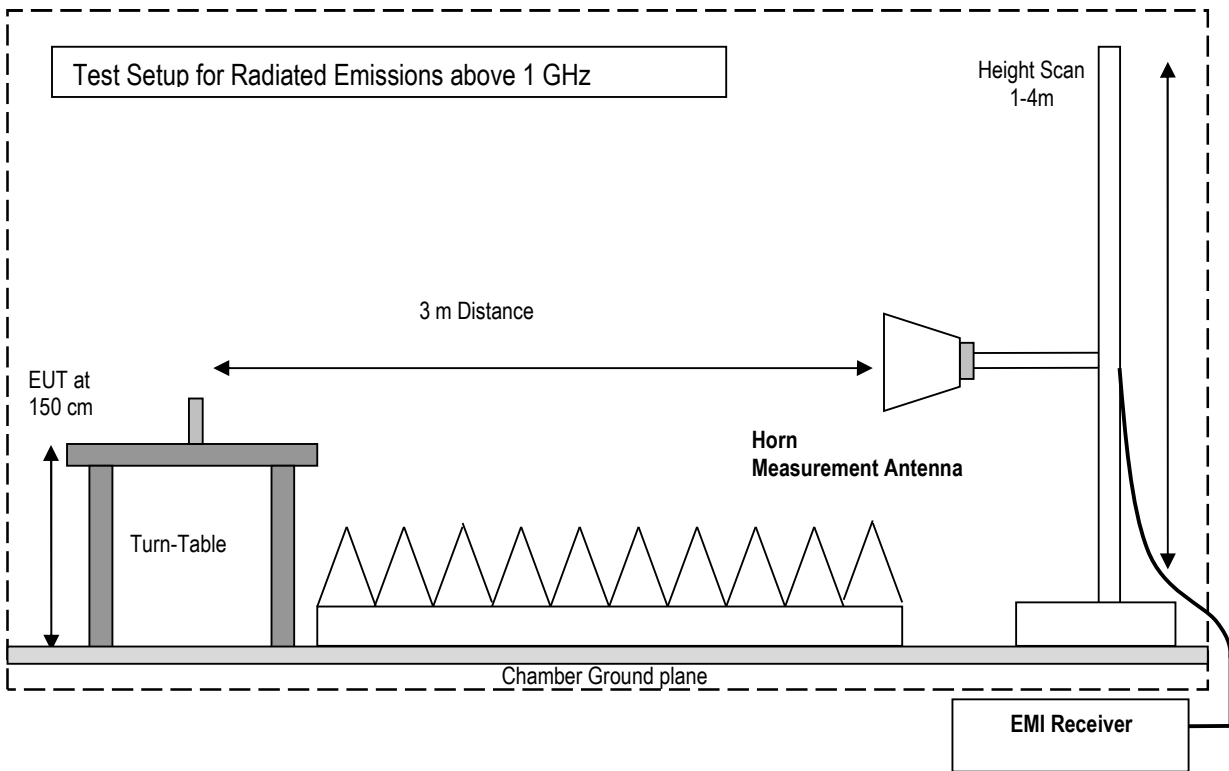 Test Setup for Radiated Emissions above 1 GHz
Height Scan
1-4m
3 m Distance
EUT at
150 cm
Horn
Measurement Antenna
Turn-Table
Chamber Ground plane
EMI Receiver